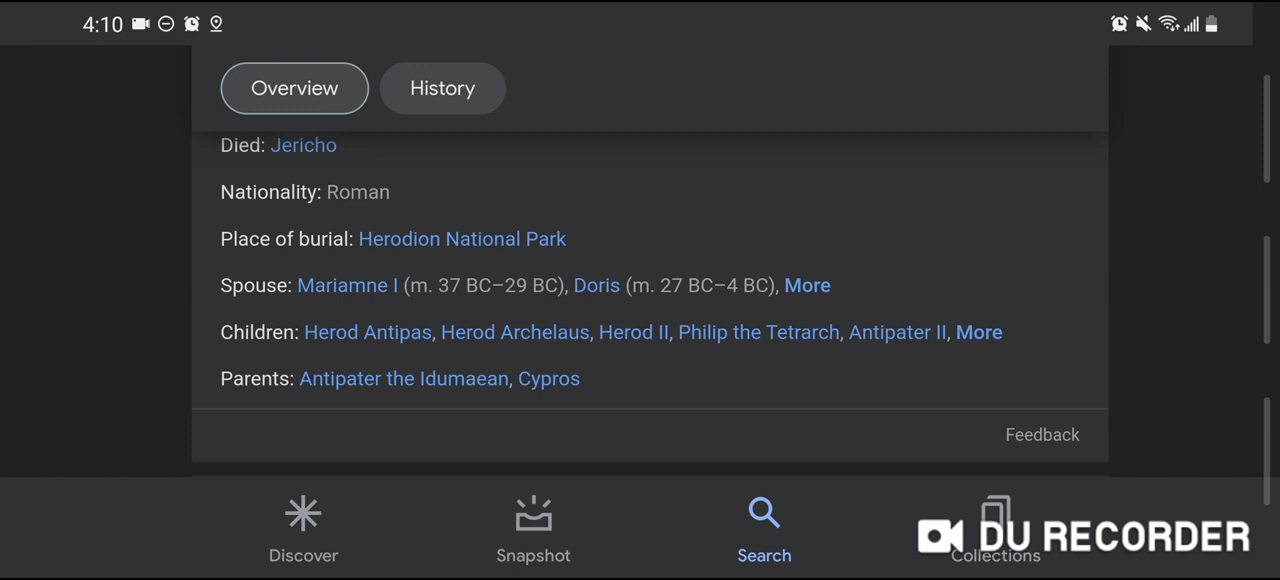 4:10
Overview History
Died: Jericho
Nationality: Roman
Place of burial: Herodion National Park
Spouse: Mariamne I (m. 37 BC–29 BC), Doris (m. 27 BC–4 BC), More
Children: Herod Antipas, Herod Archelaus, Herod II, Philip the Tetrarch, Antipater II, More
Parents: Antipater the Idumaean, Cypros
Feedback
DU RECORDER
Discover Snapshot Search Collections